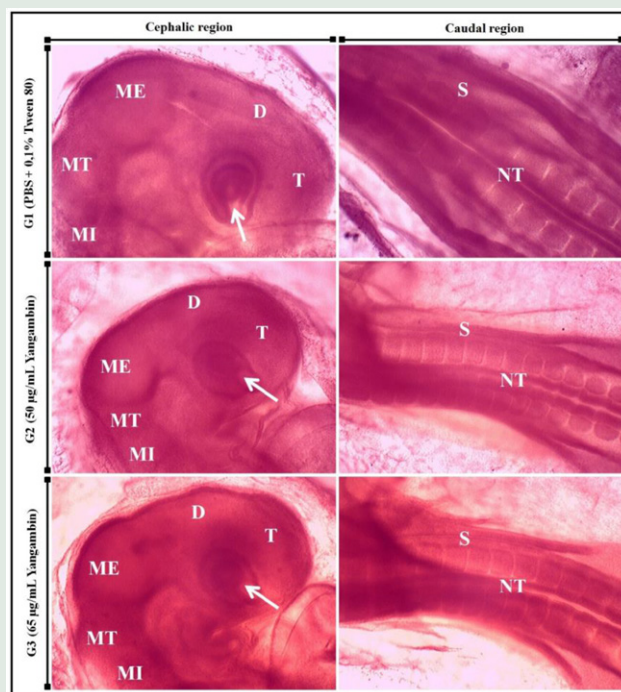 Cephalic region
Caudal region
G1 (PBS + 0,1% Tween 80)
ME
D
MT
T
MI
S
NT
G2 (50 µg/mL Yangambin)
D
T
ME
MT
MI
S
NT
G3 (65 µg/mL Yangambin)
D
T
ME
MT
MI
S
NT